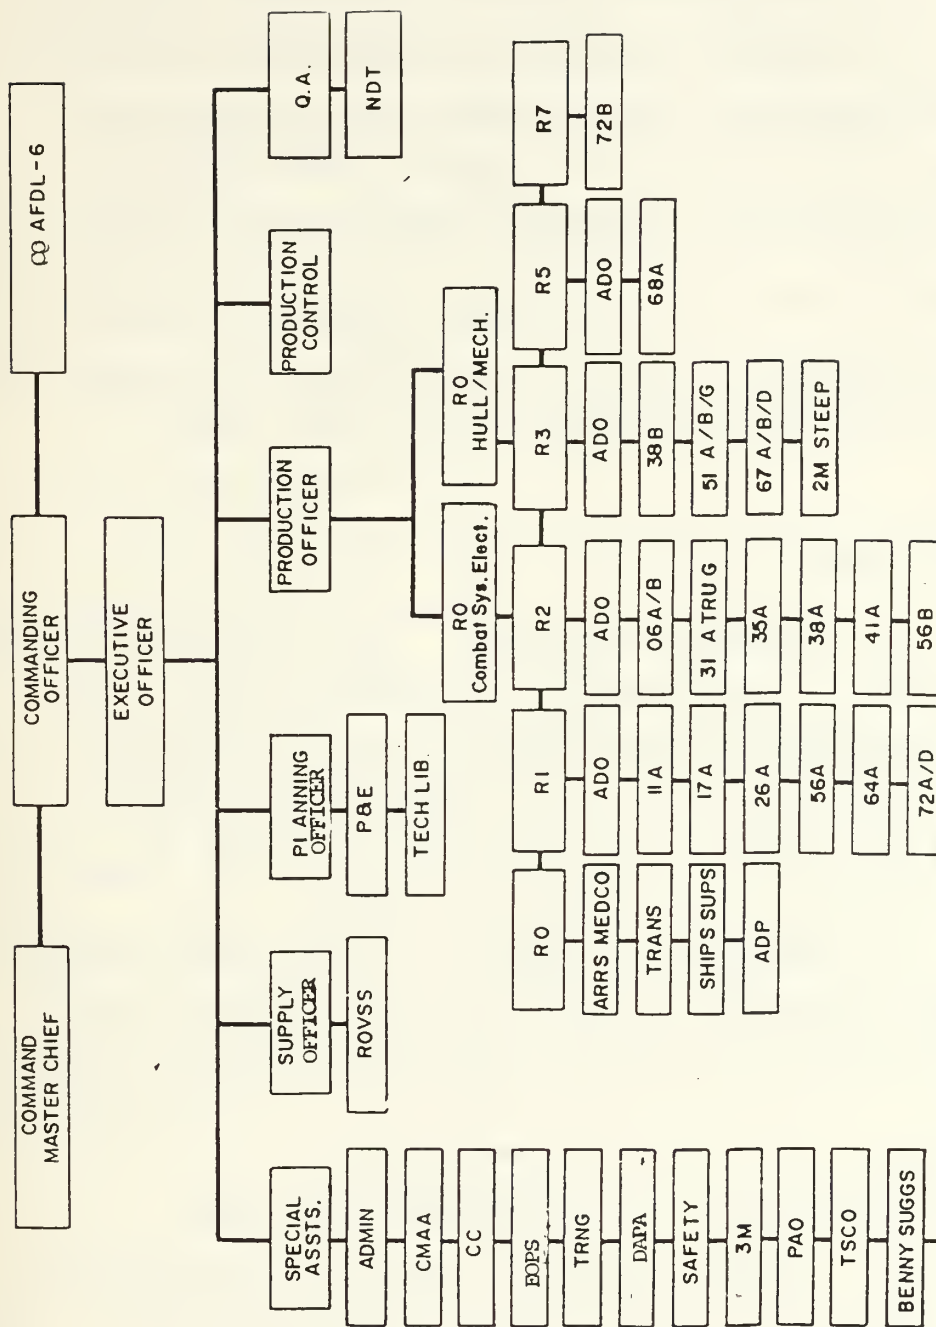 COMMAND
MASTER CHIEF
COMMANDING
OFFICER
AFDL-6
EXECUTIVE
OFFICER
SPECIAL
ASSTS.
ADMIN
CMAA
CC
EOPS
TRNG
DAPA
SAFETY
3M
PAO
TSCO
BENNY SUGGS
SUPPLY
OFFICER
ROVSS
PLANNING
OFFICER
P&E
TECH LIB.
PRODUCTION
OFFICER
PRODUCTION
CONTROL
Q.A.
NDT
RO
Combat Sys. Elect.
RO
HULL/MECH.
RO
ARRS MEDCO
TRANS
SHIPS SUPS
ADP
R1
ADO
11A
17A
26A
56A
64A
72A/D
R2
ADO
06A/B
31 A TRU G
35A
38A
41A
56B
R3
ADO
38B
51 A/B/G
67 A/B/D
2M STEEP
R5
ADO
68A
R7
72B